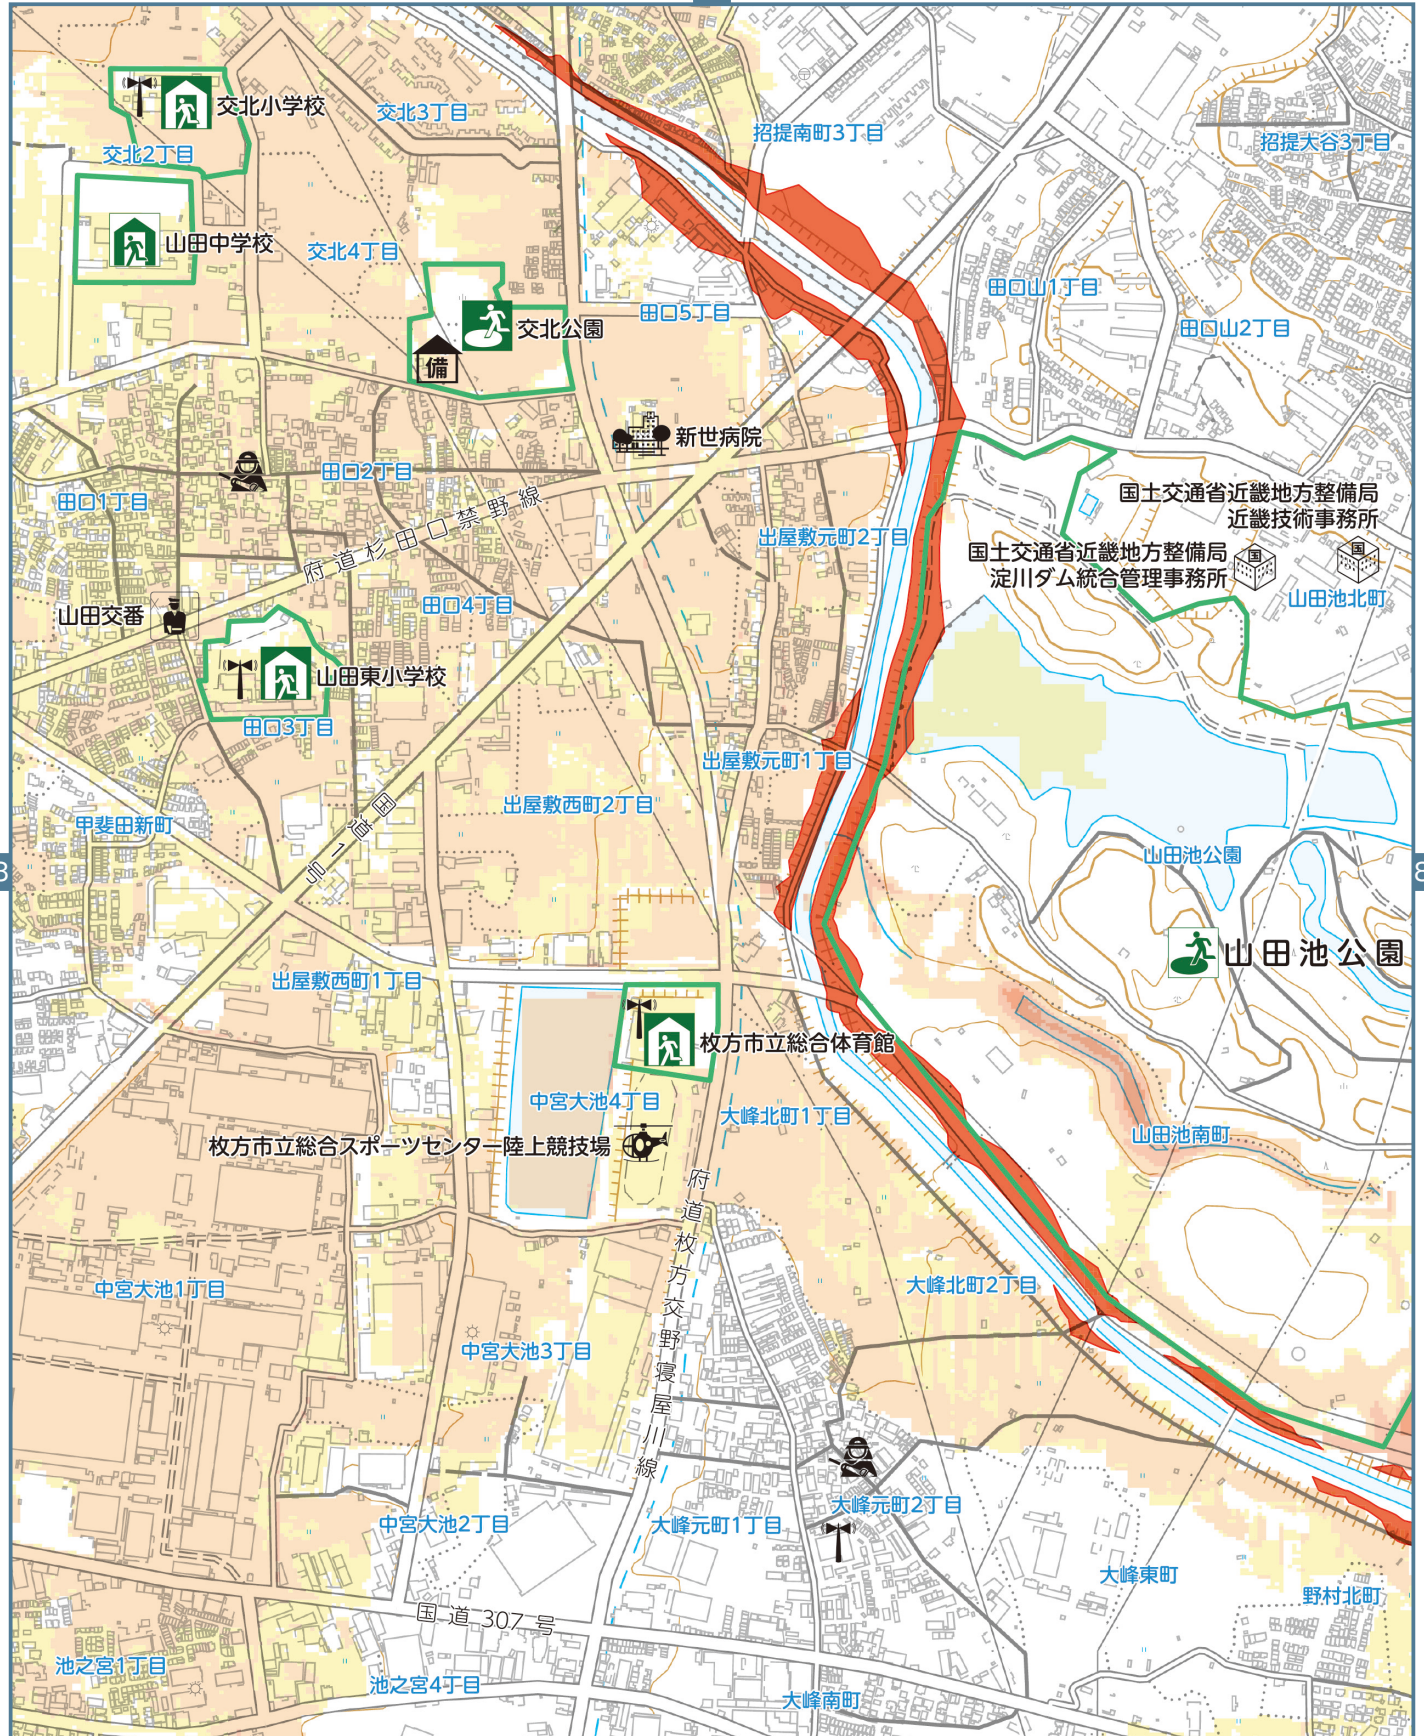 交北小学校
交北3丁目
招提南町3丁目
招提大谷3丁目
交北2丁目
山田中学校
交北4丁目
田口山1丁目
田口5丁目
交北公園
田口山2丁目
備
新世病院
田口2丁目
田口1丁目
府道杉田口禁野線
国土交通省近畿地方整備局
近畿技術事務所
出屋敷元町2丁目
国土交通省近畿地方整備局
淀川ダム統合管理事務所
国
国
山田池北町
田口4丁目
山田交番
山田東小学校
田口3丁目
出屋敷元町1丁目
出屋敷西町2丁目
国道1号
甲斐田新町
山田池公園
3
8
山田池公園
出屋敷西町1丁目
枚方市立総合体育館
中宮大池4丁目
大峰北町1丁目
山田池南町
枚方市立総合スポーツセンター陸上競技場
府道枚方交野寝屋川線
中宮大池1丁目
大峰北町2丁目
中宮大池3丁目
大峰元町2丁目
中宮大池2丁目
大峰元町1丁目
大峰東町
野村北町
国道307号
池之宮1丁目
池之宮4丁目
大峰南町